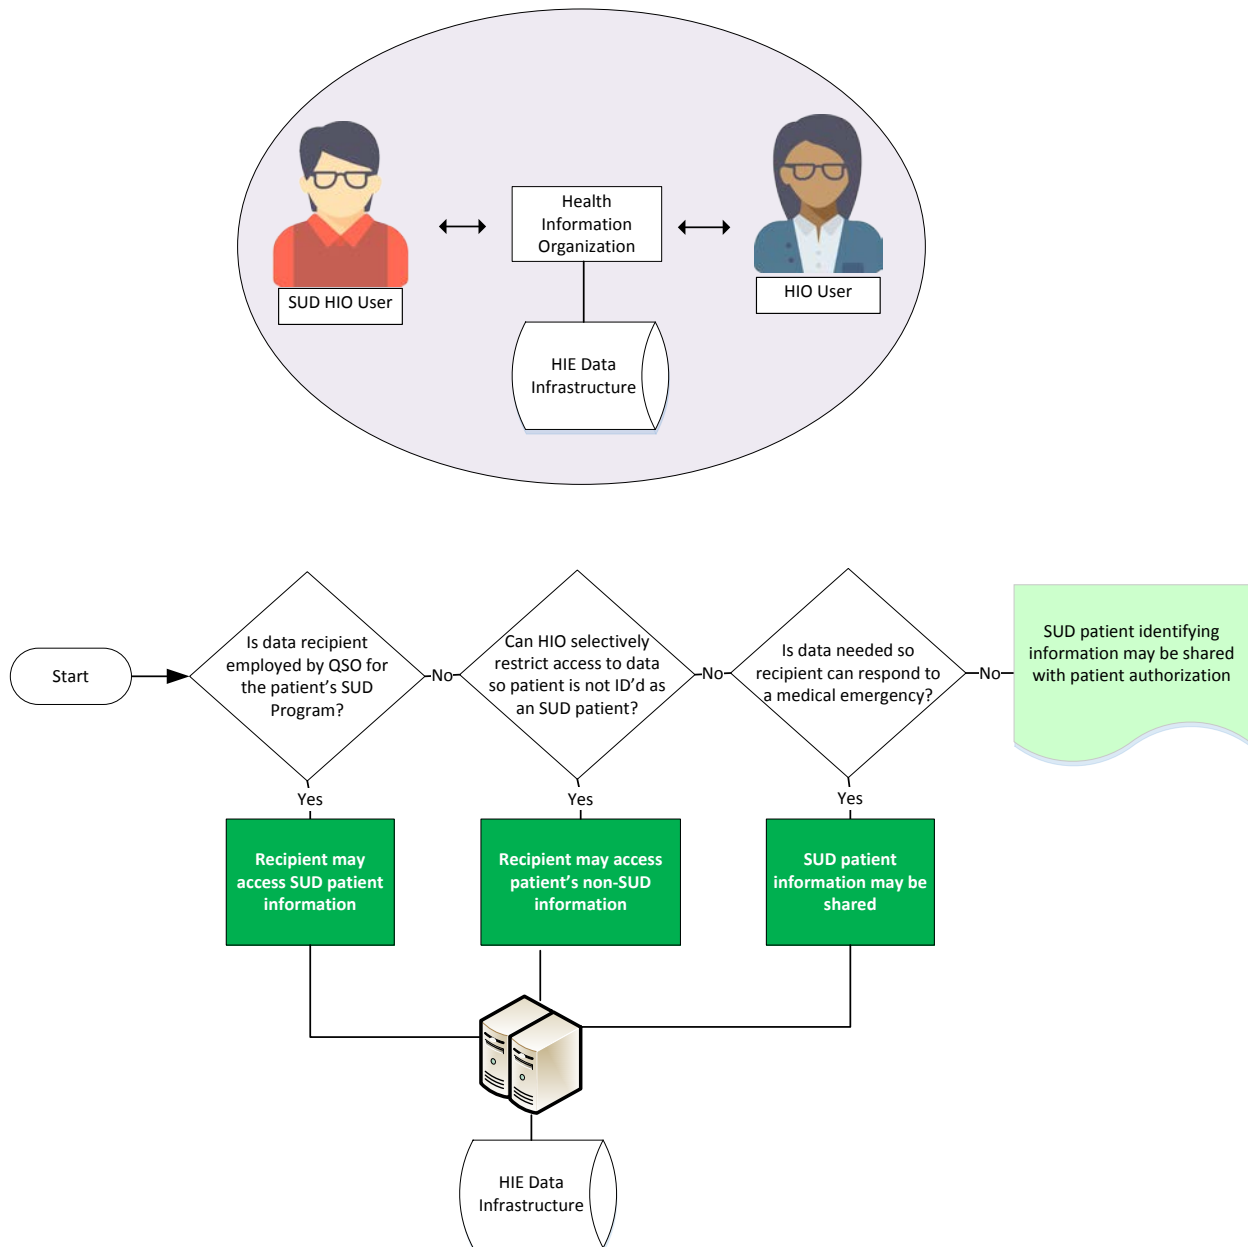 Health
Information
Organization
SUD HIO User
HIO User
HIE Data
Infrastructure
Start
Is data recipient
employed by QSO for
the patient's SUD
Program?
No
Can HIO selectively
restrict access to data
so patient is not ID'd as
an SUD patient?
No
Is data needed so
recipient can respond to
a medical emergency?
No
SUD patient identifying
information may be shared
with patient authorization
Yes
Yes
Yes
Recipient may
access SUD patient
information
Recipient may access
patient's non-SUD
information
SUD patient
information may be
shared
HIE Data
Infrastructure